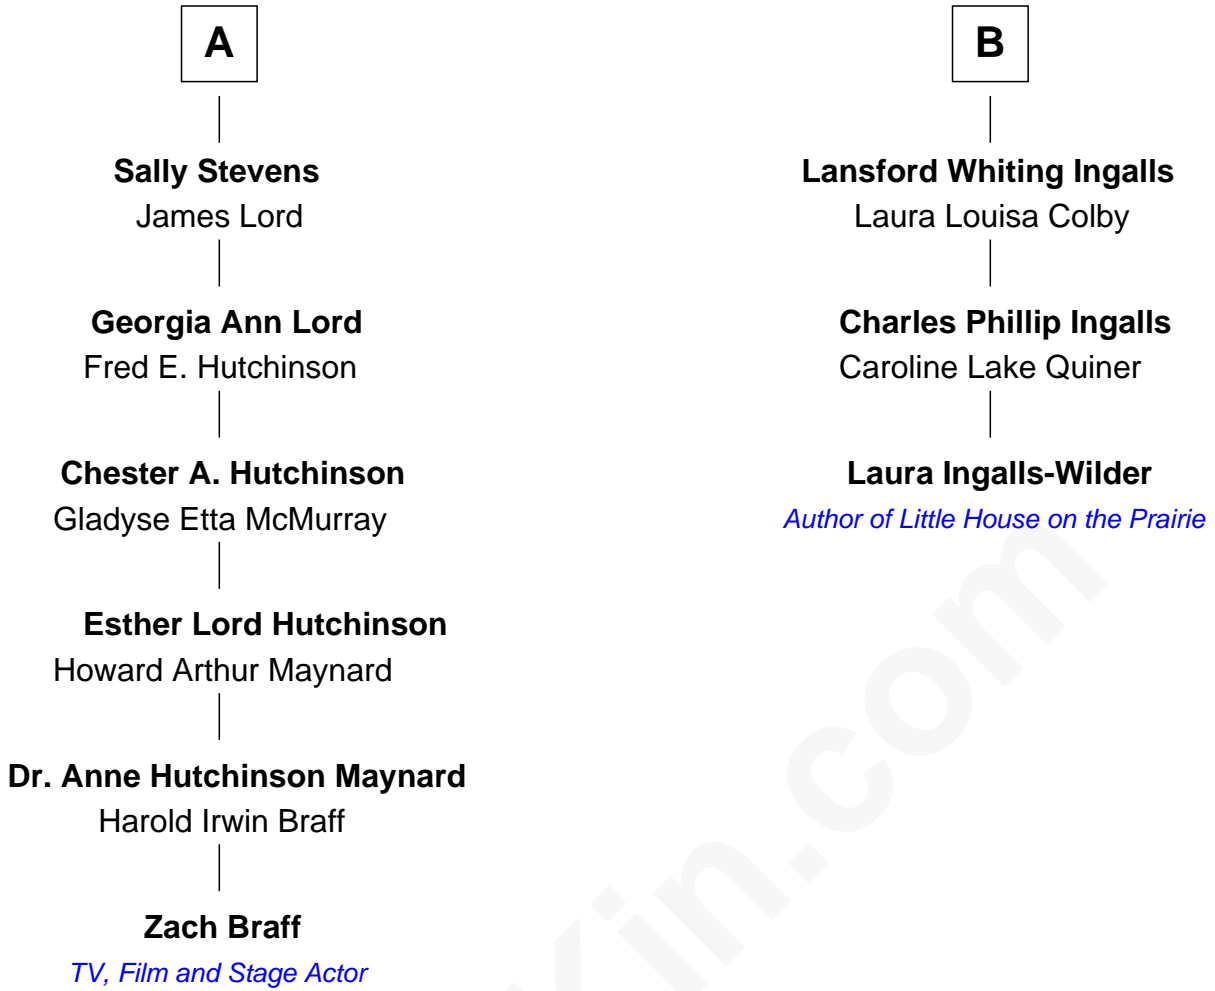 A
Sally Stevens
James Lord
Georgia Ann Lord
Fred E. Hutchinson
Chester A. Hutchinson
Gladyse Etta McMurray
Esther Lord Hutchinson
Howard Arthur Maynard
Dr. Anne Hutchinson Maynard
Harold Irwin Braff
Zach Braff
TV, Film and Stage Actor
B
Lansford Whiting Ingalls
Laura Louisa Colby
Charles Phillip Ingalls
Caroline Lake Quiner
Laura Ingalls-Wilder
Author of Little House on the Prairie
Kin.com